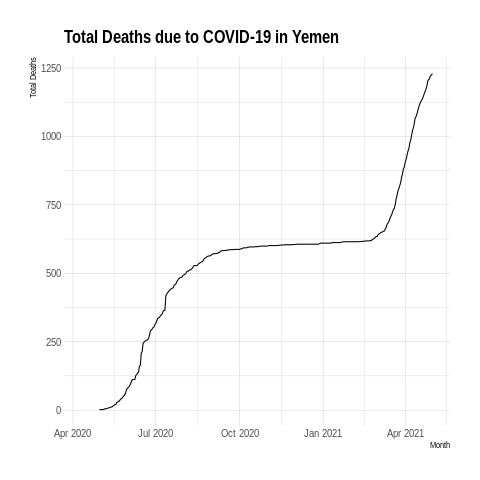 Total Deaths due to COVID-19 in Yemen
Total Deaths
1250
1000
750
500
250
0
Apr 2020 Jul 2020 Oct 2020 Jan 2021 Apr 2021
Month